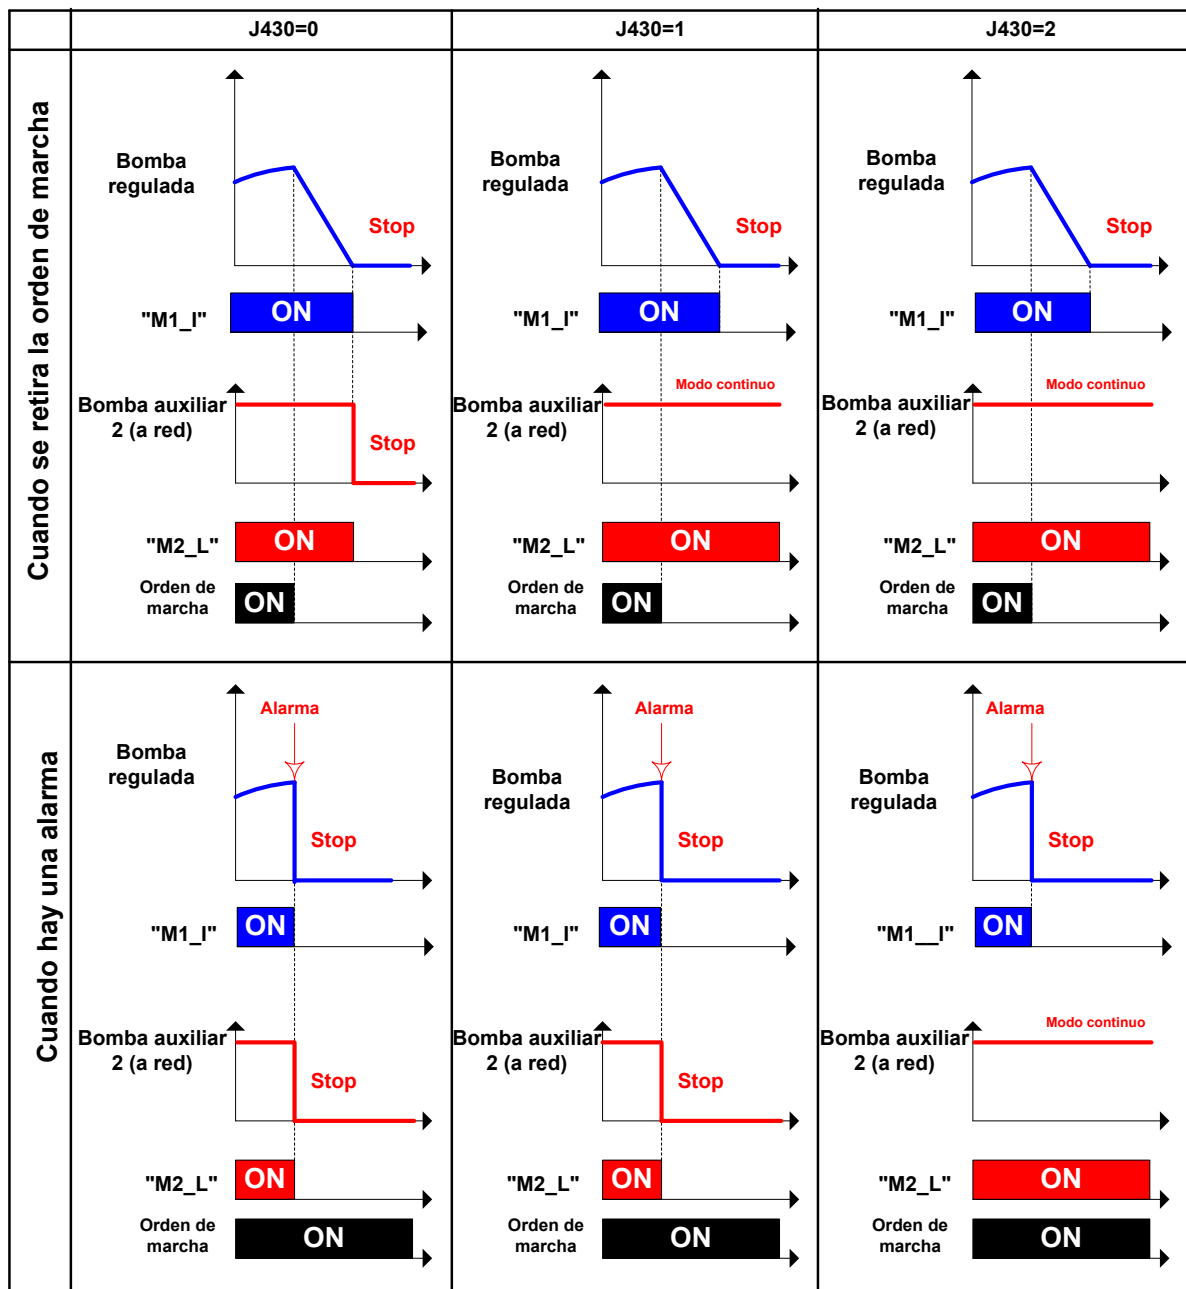 J430=0
J430=1
J430=2
Cuando se retira la orden de marcha
Bomba
regulada
Stop
"M1_I"
ON
Bomba auxiliar
2 (a red)
Stop
"M2_L"
ON
Orden de
marcha
ON
Bomba
regulada
Stop
"M1_I"
ON
Modo continuo
Bomba auxiliar
2 (a red)
"M2_L"
ON
Orden de
marcha
ON
Bomba
regulada
Stop
"M1_I"
ON
Modo continuo
Bomba auxiliar
2 (a red)
"M2_L"
ON
Orden de
marcha
ON
Cuando hay una alarma
Alarma
Bomba
regulada
Stop
"M1_I"
ON
Bomba auxiliar
2 (a red)
Stop
"M2_L"
ON
Orden de
marcha
ON
Alarma
Bomba
regulada
Stop
"M1_I"
ON
Bomba auxiliar
2 (a red)
Stop
"M2_L"
ON
Orden de
marcha
ON
Alarma
Bomba
regulada
Stop
"M1__I"
ON
Modo continuo
Bomba auxiliar
2 (a red)
"M2_L"
ON
Orden de
marcha
ON